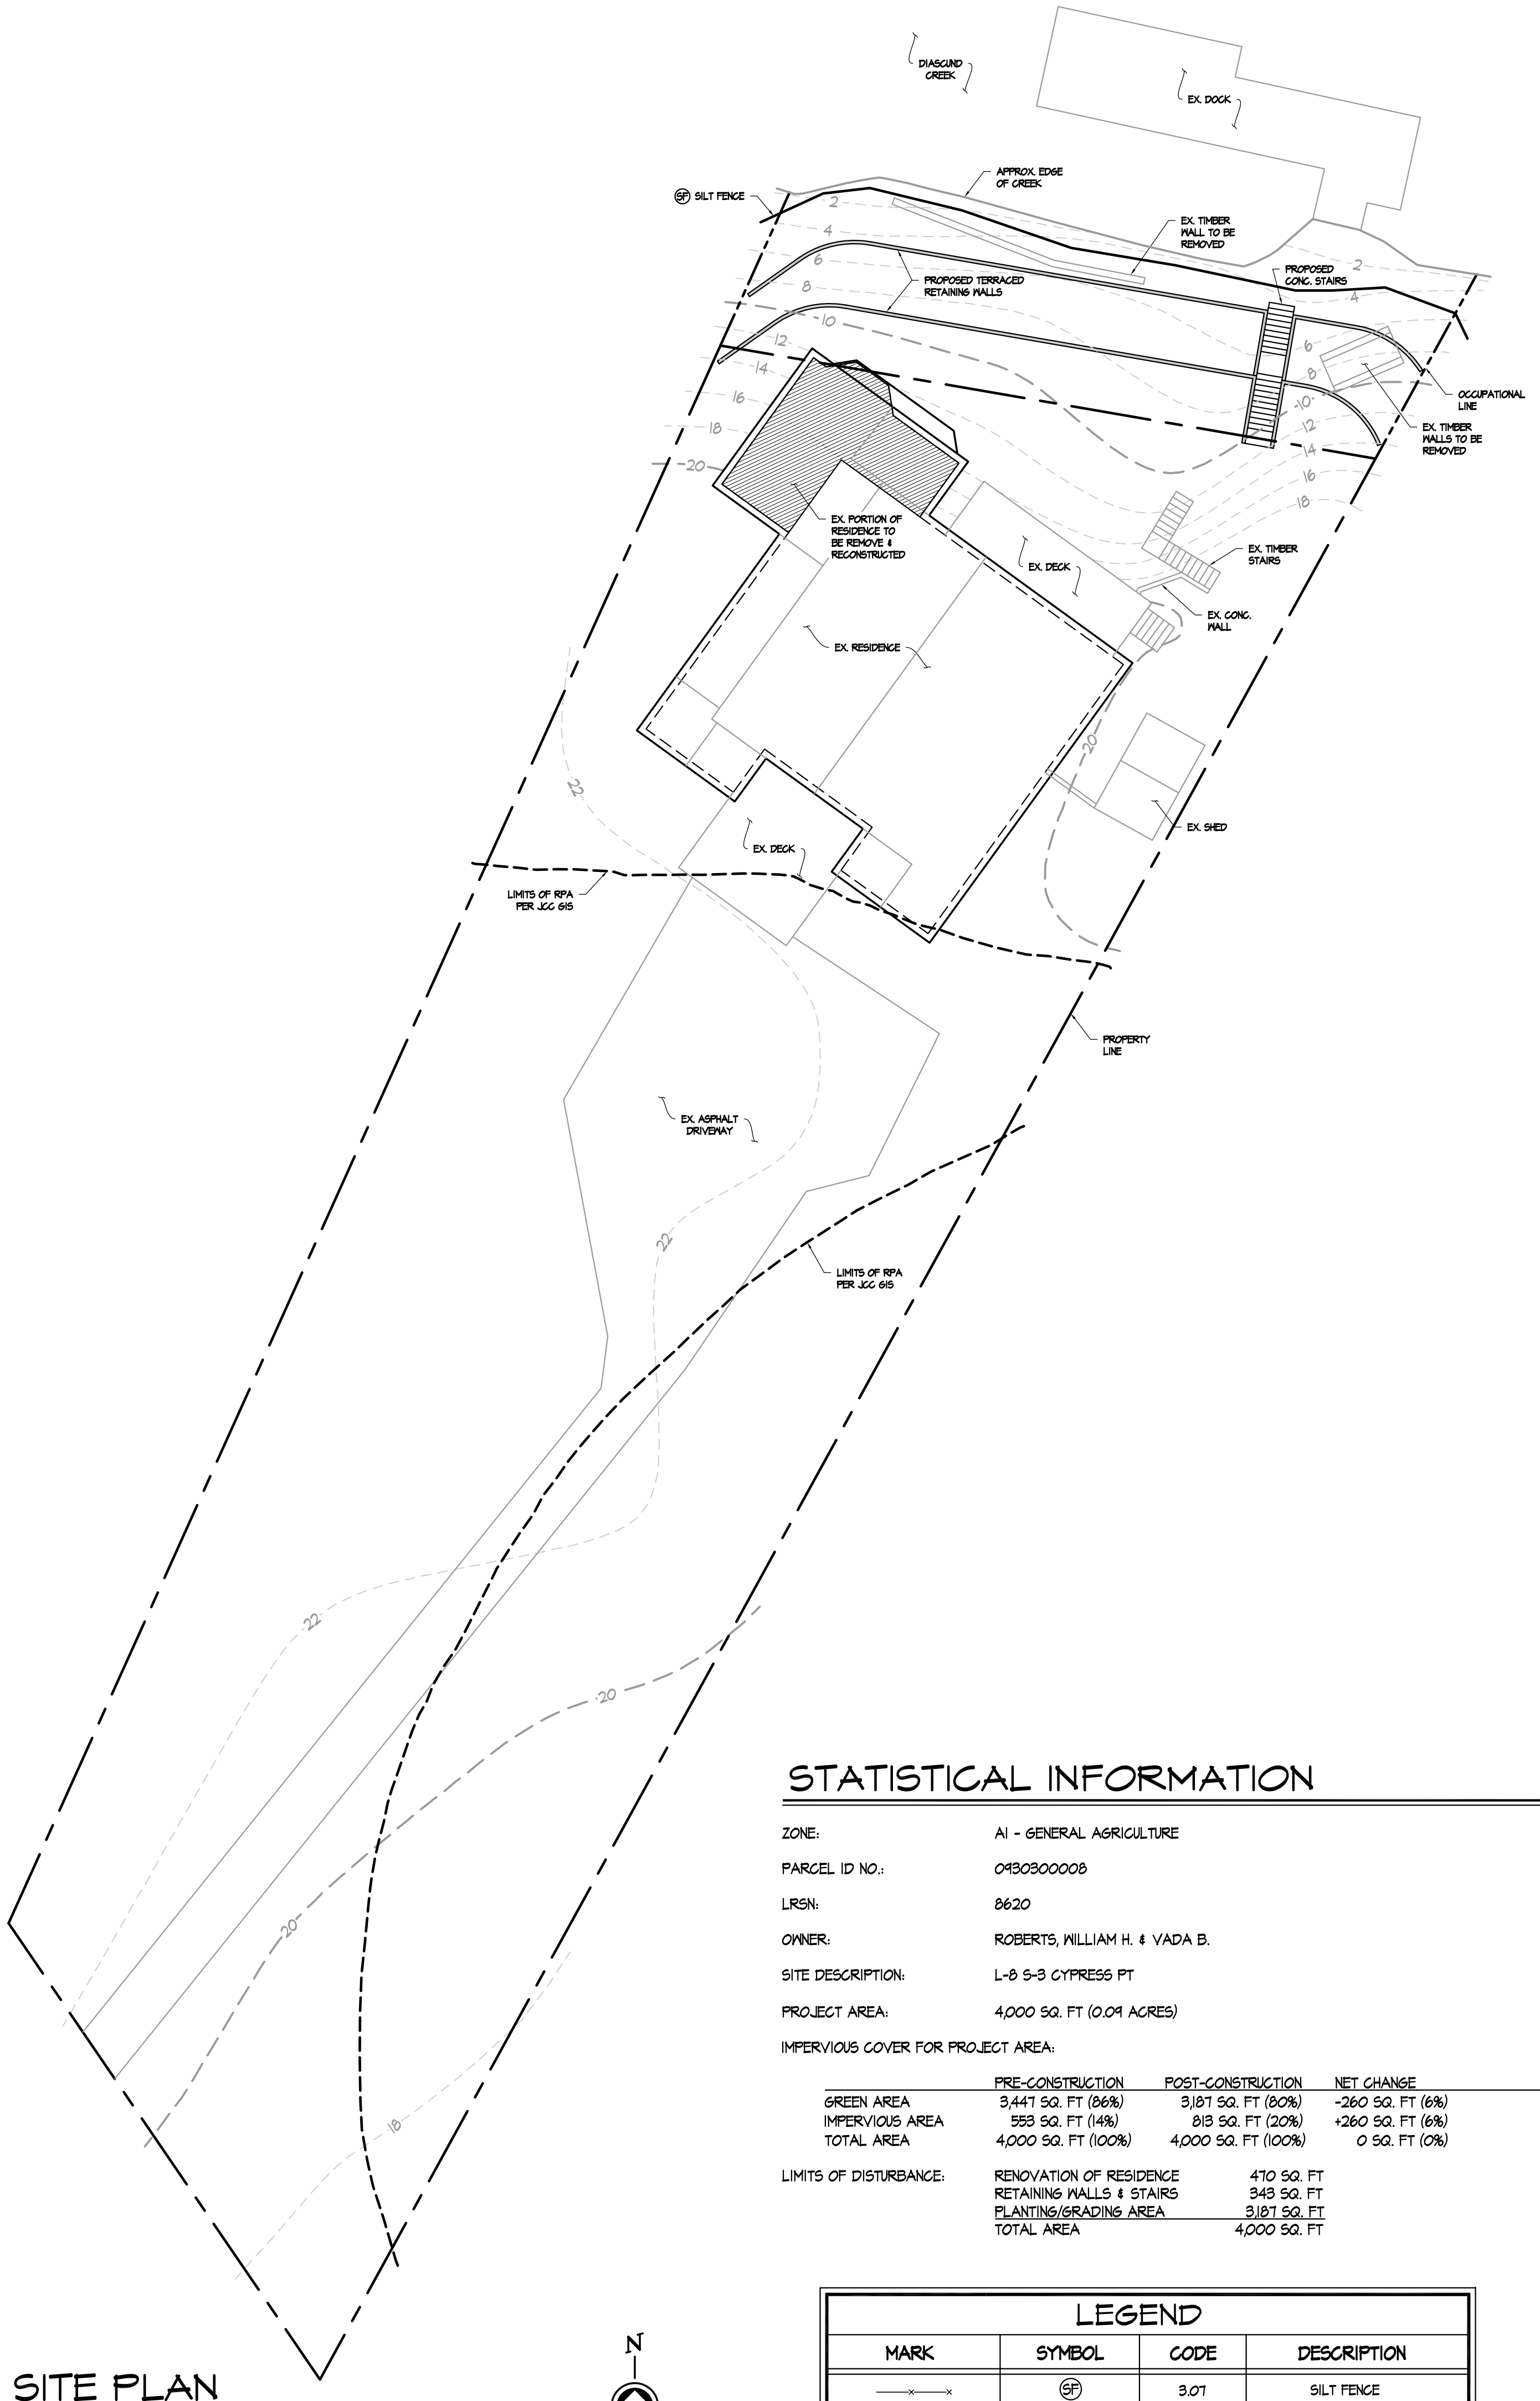 DIASCUND
CREEK
EX. DOCK
APPROX. EDGE
OF CREEK
SF SILT FENCE
EX. TIMBER
WALL TO BE
REMOVED
PROPOSED
CONC. STAIRS
PROPOSED TERRACED
RETAINING WALLS
2
4
6
8
10
12
14
16
18
20
2
4
6
8
10
12
14
16
18
OCCUPATIONAL
LINE
EX. TIMBER
WALLS TO BE
REMOVED
EX. PORTION OF
RESIDENCE TO
BE REMOVE &
RECONSTRUCTED
EX. DECK
EX. TIMBER
STAIRS
EX. CONC.
WALL
EX. RESIDENCE
20
22
EX. SHED
EX. DECK
LIMITS OF RPA
PER JCC GIS
PROPERTY
LINE
EX. ASPHALT
DRIVEWAY
22
LIMITS OF RPA
PER JCC GIS
22
20
20
18
STATISTICAL INFORMATION
ZONE: A1 - GENERAL AGRICULTURE
PARCEL ID NO.: 0930300008
LRSN: 8620
OWNER: ROBERTS, WILLIAM H. & VADA B.
SITE DESCRIPTION: L-8 S-3 CYPRESS PT
PROJECT AREA: 4,000 SQ. FT (0.09 ACRES)
IMPERVIOUS COVER FOR PROJECT AREA:
PRE-CONSTRUCTION POST-CONSTRUCTION NET CHANGE
GREEN AREA 3,447 SQ. FT (86%) 3,187 SQ. FT (80%) -260 SQ. FT (6%)
IMPERVIOUS AREA 553 SQ. FT (14%) 813 SQ. FT (20%) +260 SQ. FT (6%)
TOTAL AREA 4,000 SQ. FT (100%) 4,000 SQ. FT (100%) 0 SQ. FT (0%)
LIMITS OF DISTURBANCE: RENOVATION OF RESIDENCE 470 SQ. FT
RETAINING WALLS & STAIRS 343 SQ. FT
PLANTING/GRADING AREA 3,187 SQ. FT
TOTAL AREA 4,000 SQ. FT
LEGEND
MARK SYMBOL CODE DESCRIPTION
x x SF 3.07 SILT FENCE
N
SITE PLAN